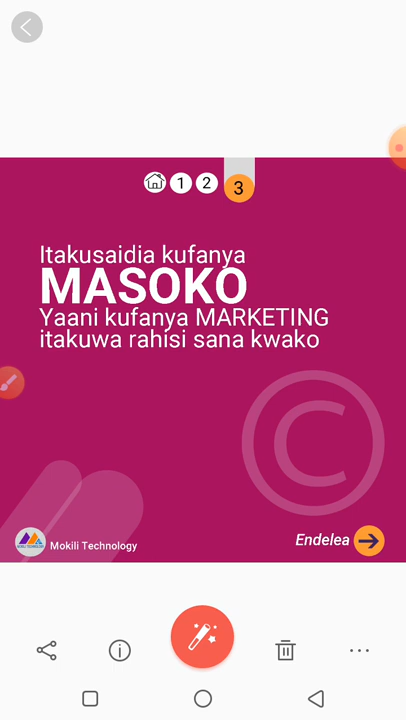 1 2 3
Itakusaidia kufanya
MASOKO
Yaani kufanya MARKETING
itakuwa rahisi sana kwako
©
Mokili Technology
Endelea